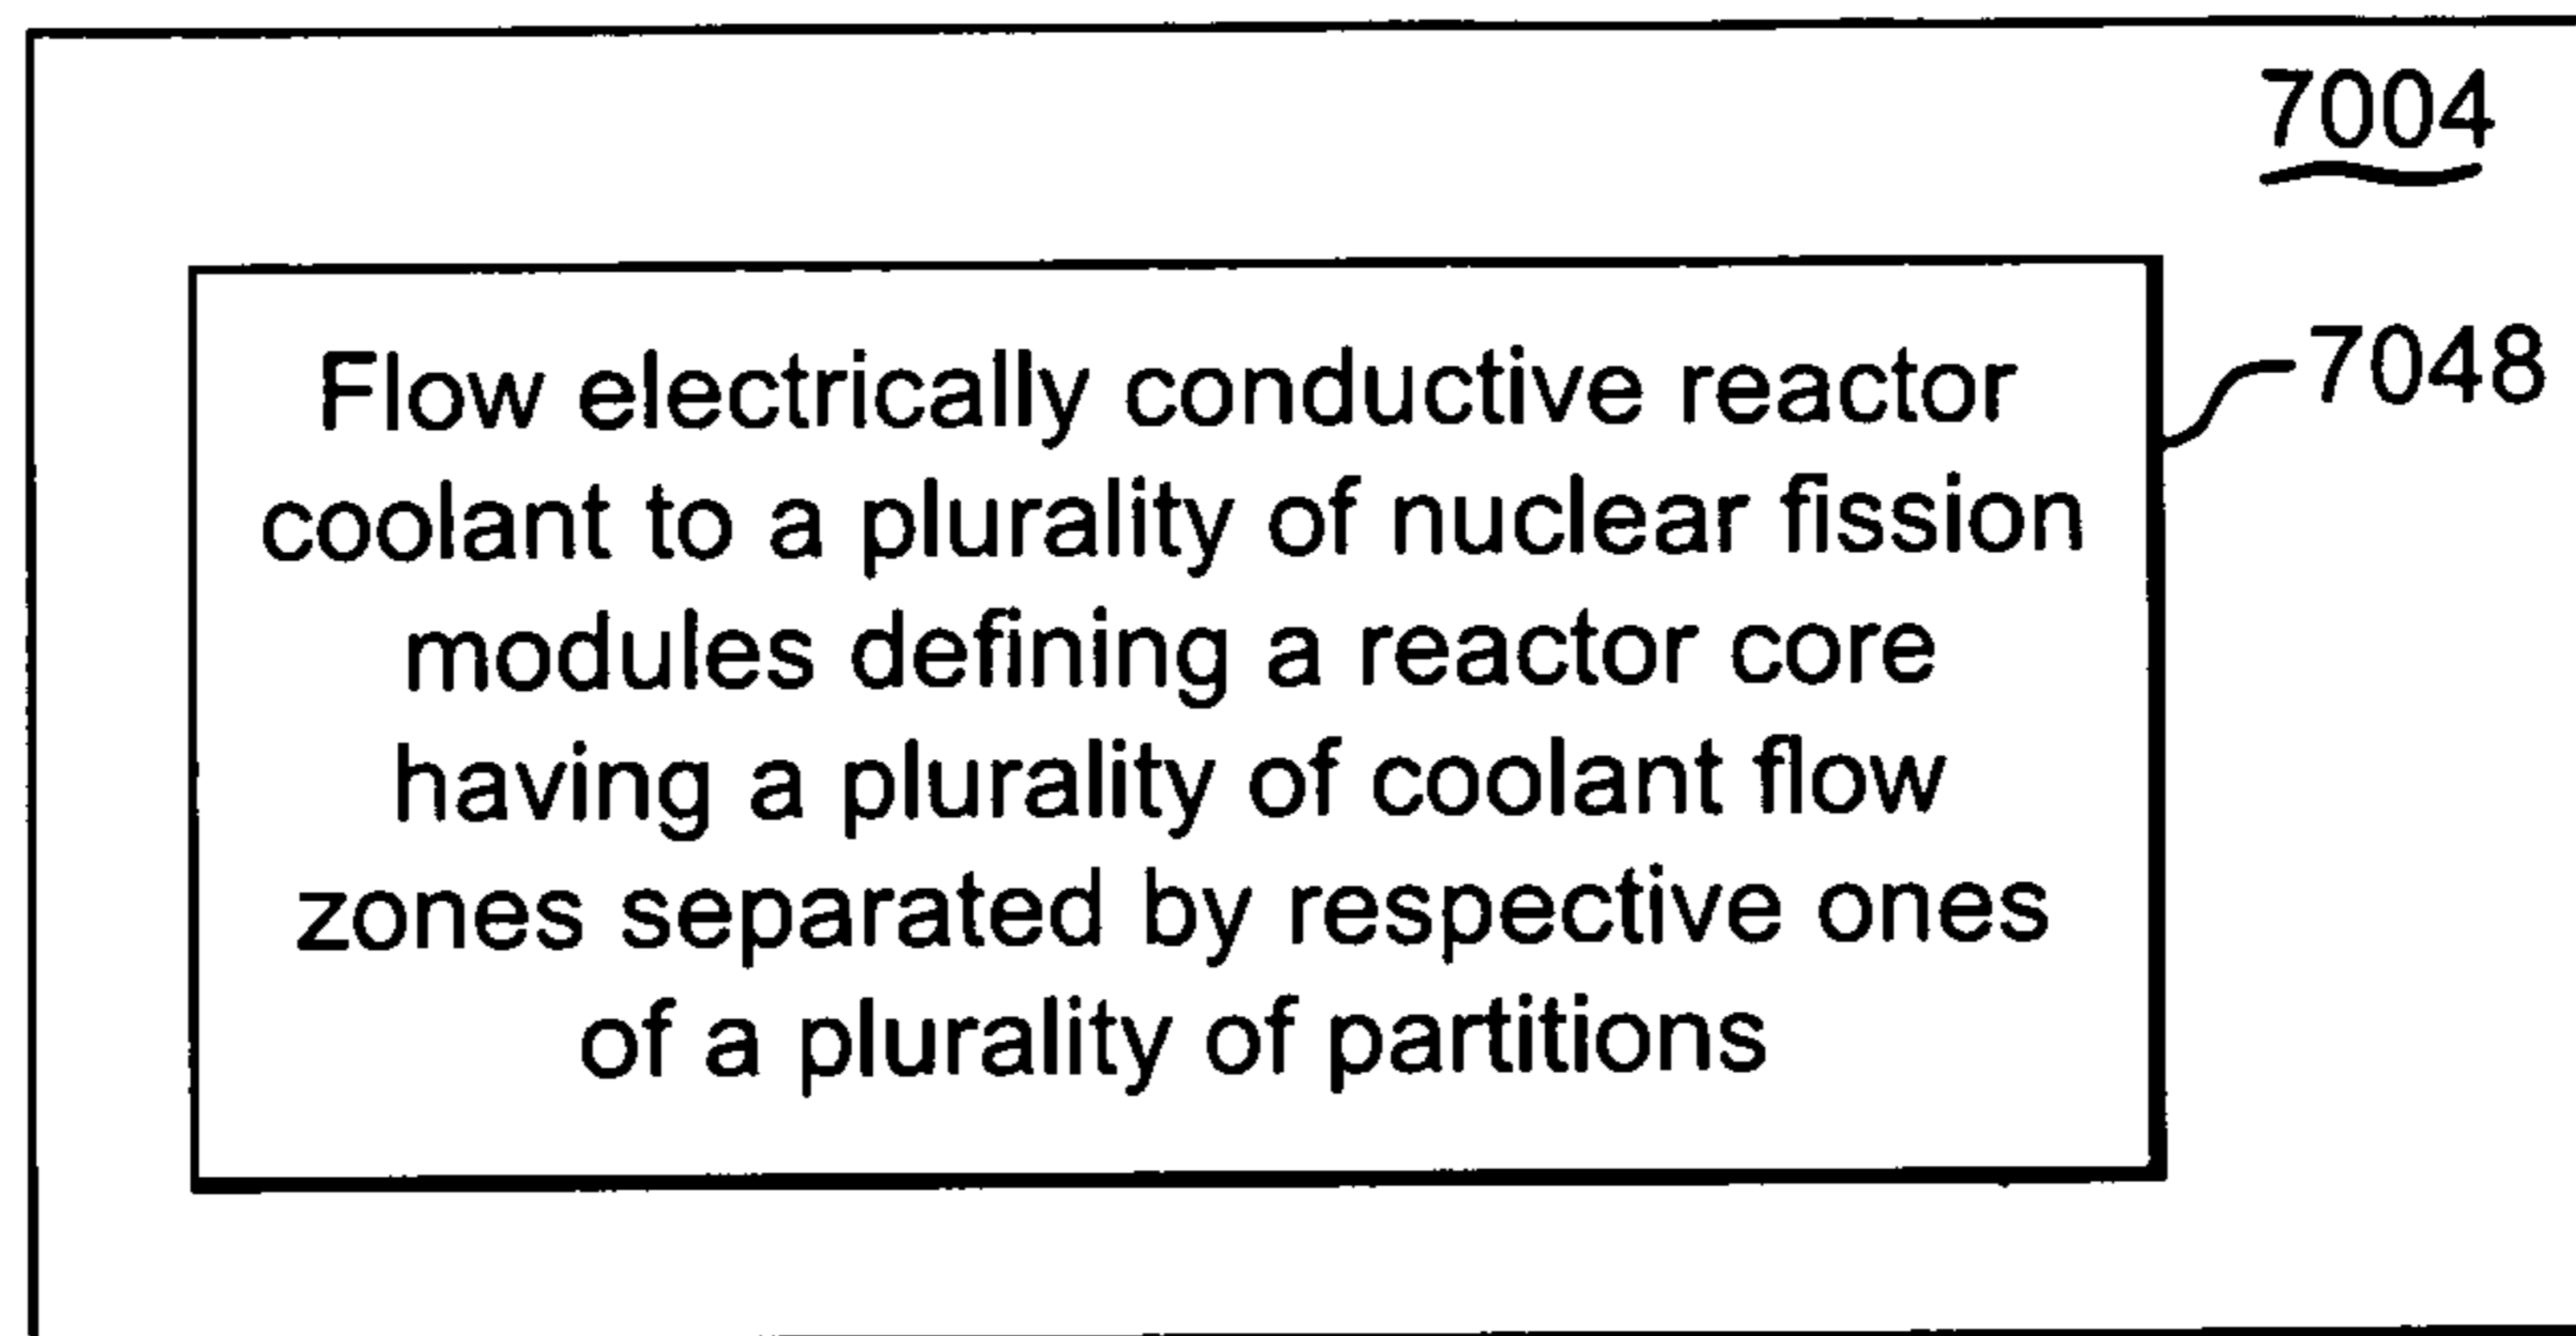 7004
Flow electrically conductive reactor
7048
coolant to a plurality of nuclear fission
modules defining a reactor core
having a plurality of coolant flow
zones separated by respective ones
of a plurality of partitions